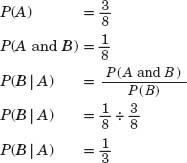 P(A) = 3/8
P(A and B) = 1/8
P(B | A) = P(A and B) / P(B)
P(B | A) = 1/8 ÷ 3/8
P(B | A) = 1/3